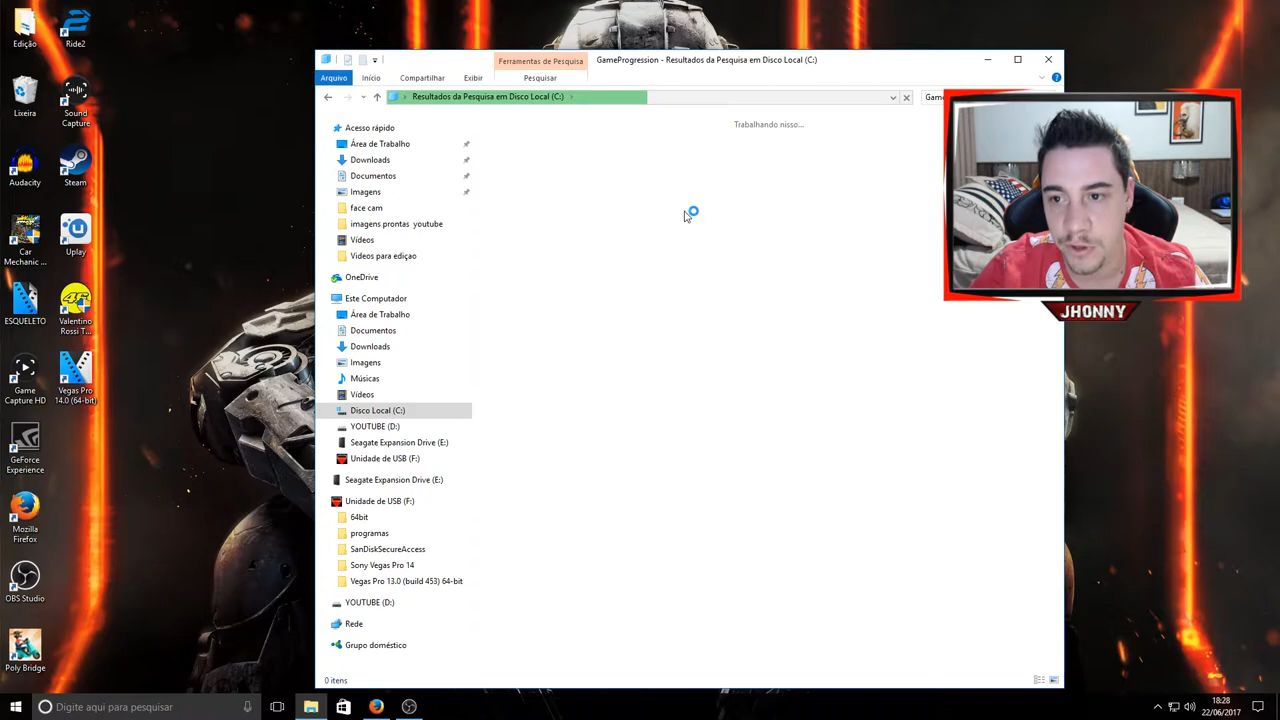 Ferramentas de Pesquisa
GameProgression - Resultados da Pesquisa em Disco Local (C:)
Arquivo
Início
Compartilhar
Exibir
Pesquisar
Resultados da Pesquisa em Disco Local (C:)
Trabalhando nisso...
Acesso rápido
Área de Trabalho
Downloads
Documentos
Imagens
face cam
imagens prontas youtube
Vídeos
Videos para ediçao
OneDrive
Este Computador
Área de Trabalho
Documentos
Downloads
Imagens
Músicas
Vídeos
Disco Local (C:)
YOUTUBE (D:)
Seagate Expansion Drive (E:)
Unidade de USB (F:)
Seagate Expansion Drive (E:)
Unidade de USB (F:)
64bit
programas
SanDiskSecureAccess
Sony Vegas Pro 14
Vegas Pro 13.0 (build 453) 64-bit
YOUTUBE (D:)
Rede
Grupo doméstico
0 itens
Edição
Ride2
Lixeira
Sound
Capture
Audacity
Steam
Car
Mechanic ...
Uplay
ESQUELETO
Valentino
Rossi T...
Game
Capture HD
Vegas Pro
14.0 (64-bit)
GeForce
Experience
Mozilla
Firefox
OBS Studio
Poly Bridge
JHONNY
Digite aqui para pesquisar
18:28
22/06/2017